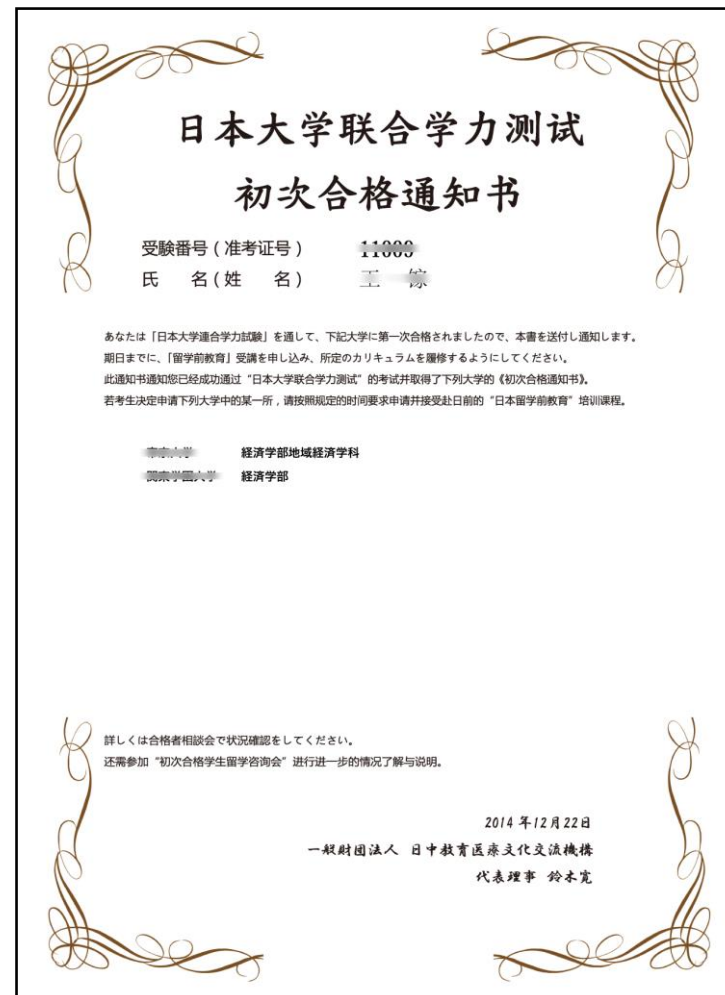 日本大学联合学力测试
初次合格通知书
受験番号(准考证号)
氏 名(姓 名) 王
あなたは「日本大学連合学力試験」を通して、下記大学に第一次合格されましたので、本書を送付し通知します。
期日までに、「留学前教育」受講を申し込み、所定のカリキュラムを履修するようにしてください。
此通知书通知您已经成功通过“日本大学联合学力测试”的考试并取得了下列大学的《初次合格通知书》。
若考生决定申请下列大学中的某一所,请按照规定的时间要求申请并接受赴日前的“日本留学前教育”培训课程。
経済学部地域経済学科
経済学部
詳しくは合格者相談会で状況確認をしてください。
还需参加“初次合格学生留学咨询会”进行进一步的情况了解与说明。
2014年12月22日
一般財団法人 日中教育医療文化交流機構
代表理事 鈴木寛